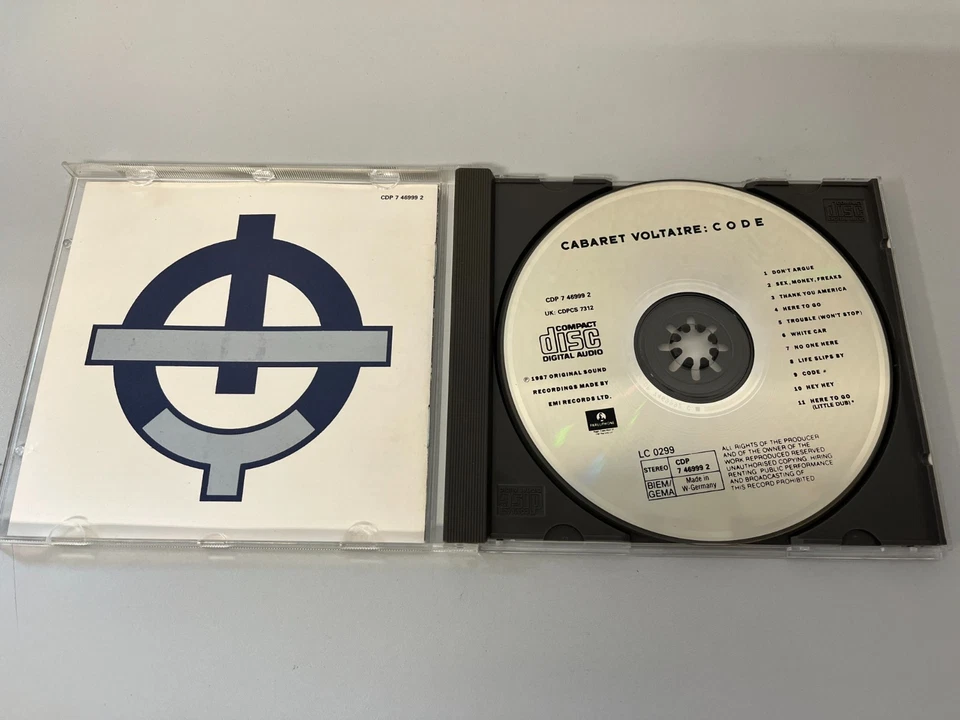 CDP 7 46999 2
CABARET VOLTAIRE: CODE
CDP 7 46999 2
UK: CDPCS 7312
COMPACT
disc
DIGITAL AUDIO
℗ 1987 ORIGINAL SOUND
RECORDINGS MADE BY
EMI RECORDS LTD.
1 DON'T ARGUE
2 SEX, MONEY, FREAKS
3 THANK YOU AMERICA
4 HERE TO GO
5 TROUBLE (WON'T STOP)
6 WHITE CAR
7 NO ONE HERE
8 LIFE SLIPS BY
9 CODE *
10 HEY HEY
11 HERE TO GO
(LITTLE DUB) *
PARLOPHONE
LC 0299
STEREO
CDP
7 46999 2
BIEM/
GEMA
Made in
W-Germany
ALL RIGHTS OF THE PRODUCER
AND OF THE OWNER OF THE
WORK REPRODUCED RESERVED
UNAUTHORISED COPYING HIRING
RENTING PUBLIC PERFORMANCE
AND BROADCASTING OF
THIS RECORD PROHIBITED
COMPACT
disc